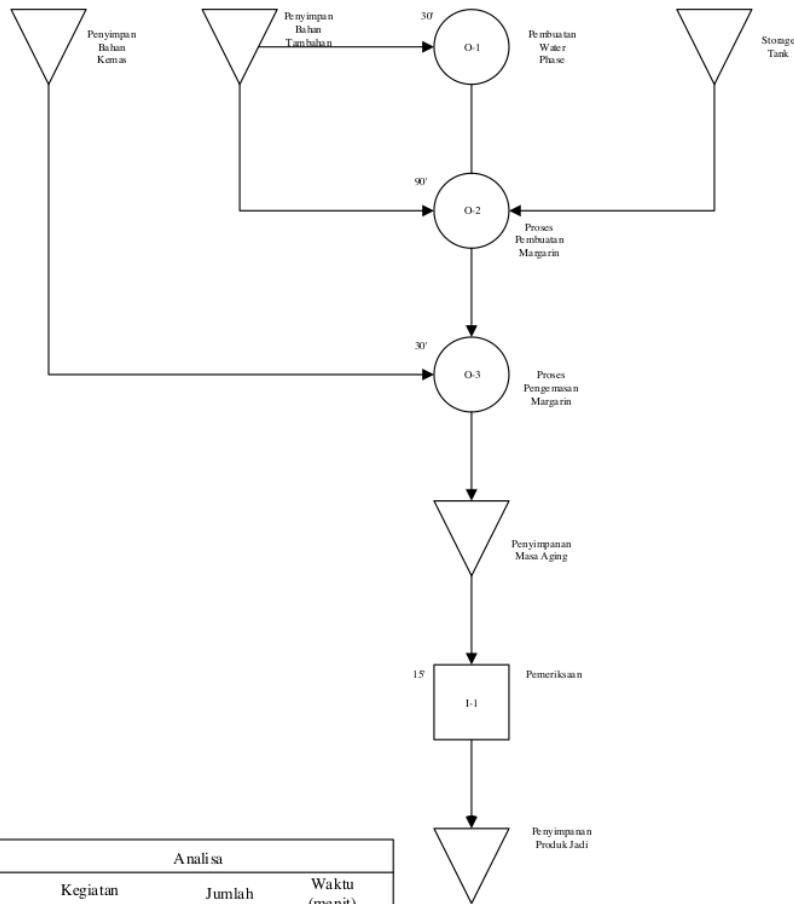 Penyimpan
Bahan
Kemas
Penyimpan
Bahan
Tambahan
30'
O-1
Pembuatan
Water
Phase
Storage
Tank
90'
O-2
Proses
Pembuatan
Margarin
30'
O-3
Proses
Pengemasan
Margarin
Penyimpanan
Masa Aging
15'
I-1
Pemeriksaan
Penyimpanan
Produk Jadi
Analisa
Kegiatan
Jumlah
Waktu
(menit)